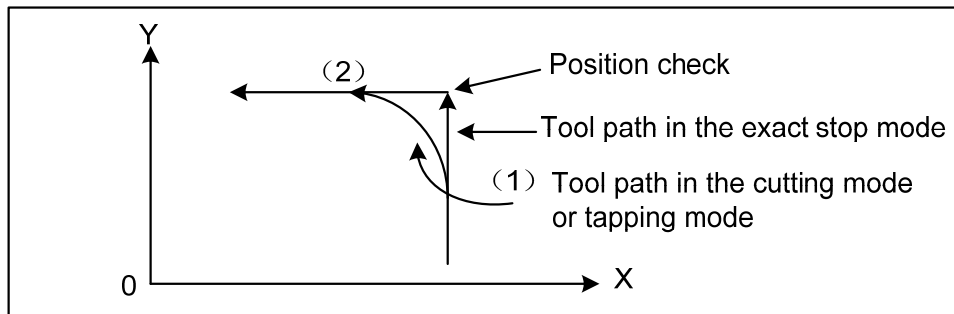 Y
（2）
Position check
Tool path in the exact stop mode
（1） Tool path in the cutting mode
or tapping mode
0
X